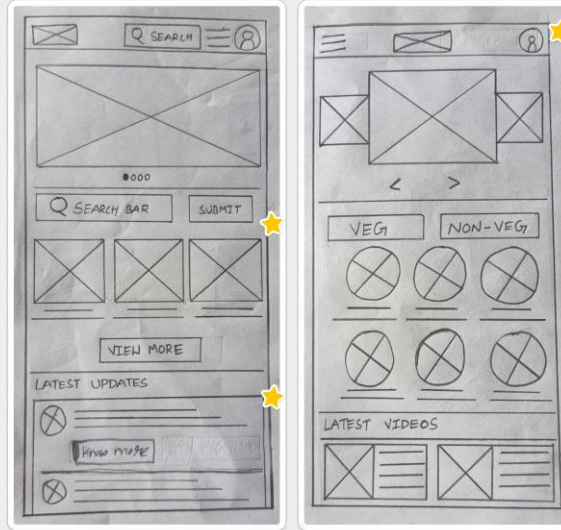 SEARCH
SEARCH BAR
SUBMIT
VIEW MORE
LATEST UPDATES
Know more
VEG
NON-VEG
LATEST VIDEOS